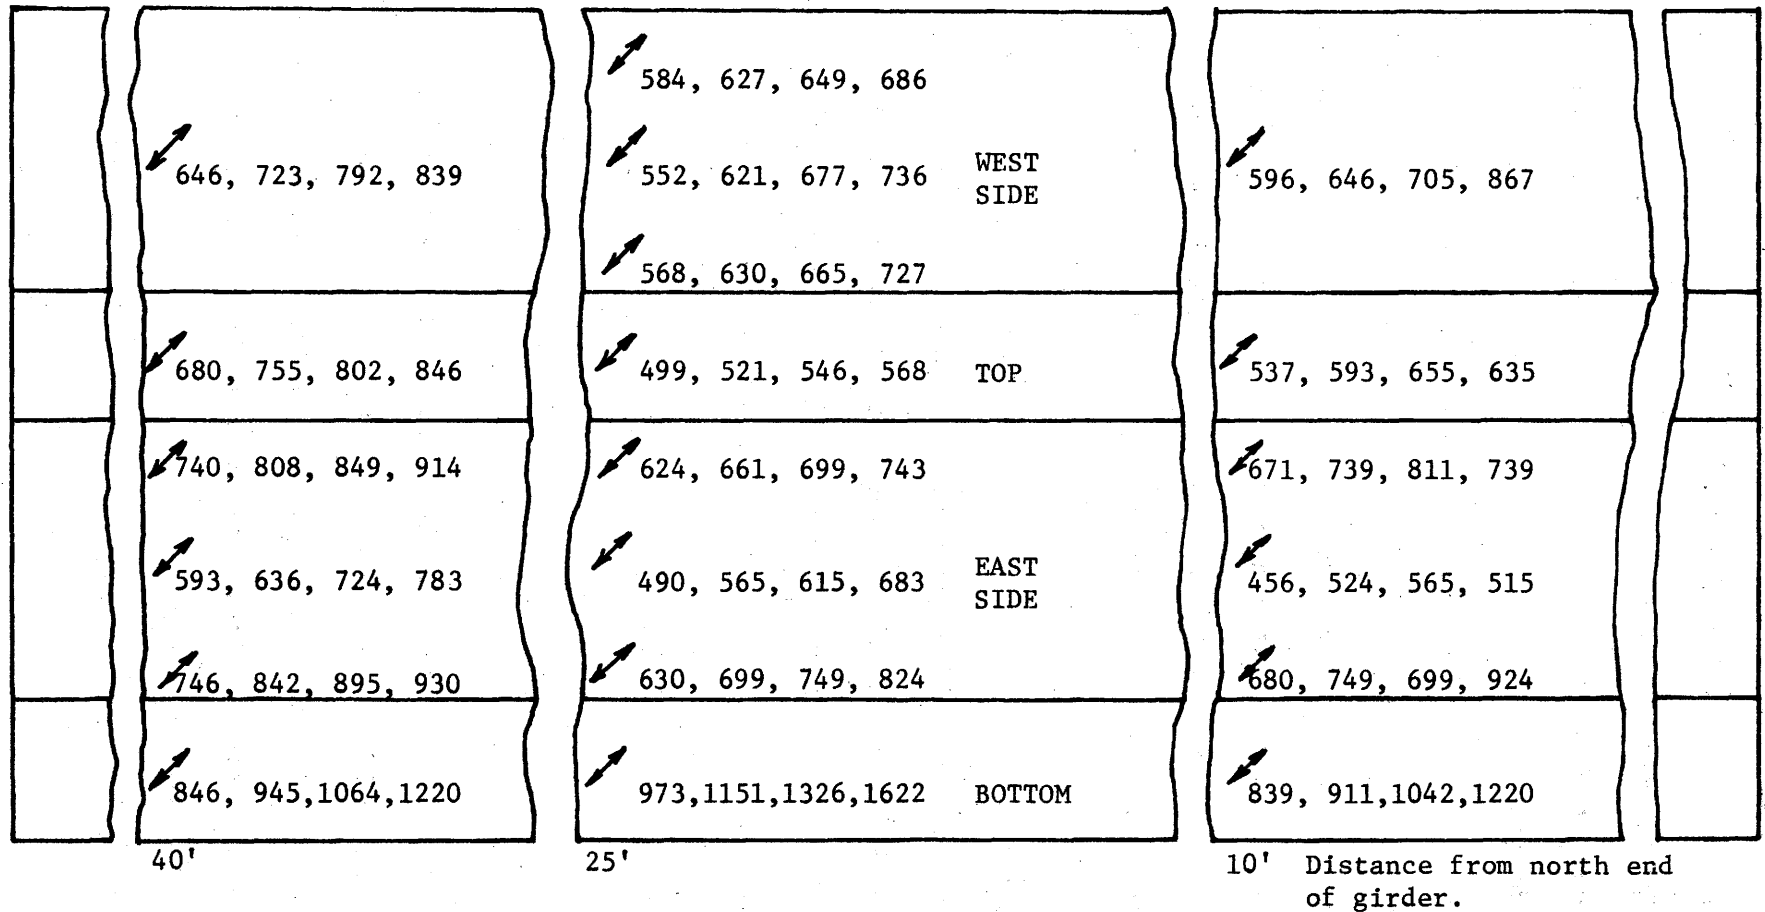 584, 627, 649, 686
646, 723, 792, 839
552, 621, 677, 736
WEST
SIDE
596, 646, 705, 867
568, 630, 665, 727
680, 755, 802, 846
499, 521, 546, 568
TOP
537, 593, 655, 635
740, 808, 849, 914
624, 661, 699, 743
671, 739, 811, 739
593, 636, 724, 783
490, 565, 615, 683
EAST
SIDE
456, 524, 565, 515
746, 842, 895, 930
630, 699, 749, 824
680, 749, 699, 924
846, 945,1064,1220
973,1151,1326,1622
BOTTOM
839, 911,1042,1220
40'
25'
10' Distance from north end
of girder.